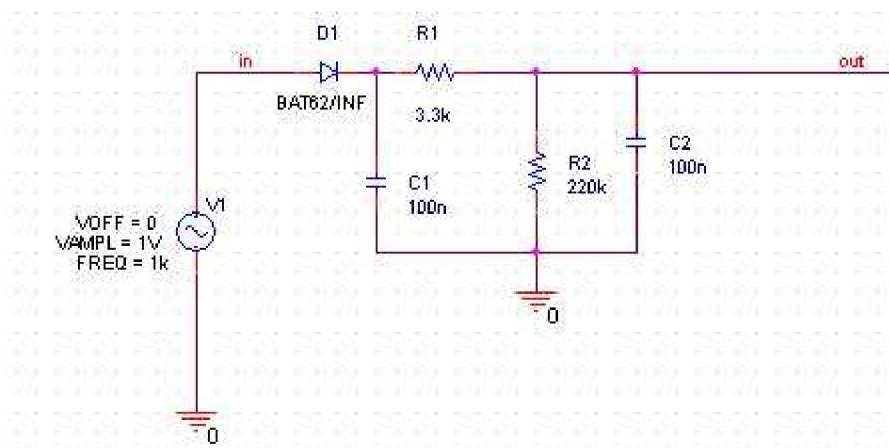 D1
R1
in
out
BAT62/INF
3.3k
C2
100n
R2
220k
C1
100n
V1
VOFF = 0
VAMPL = 1V
FREQ = 1k
0
0